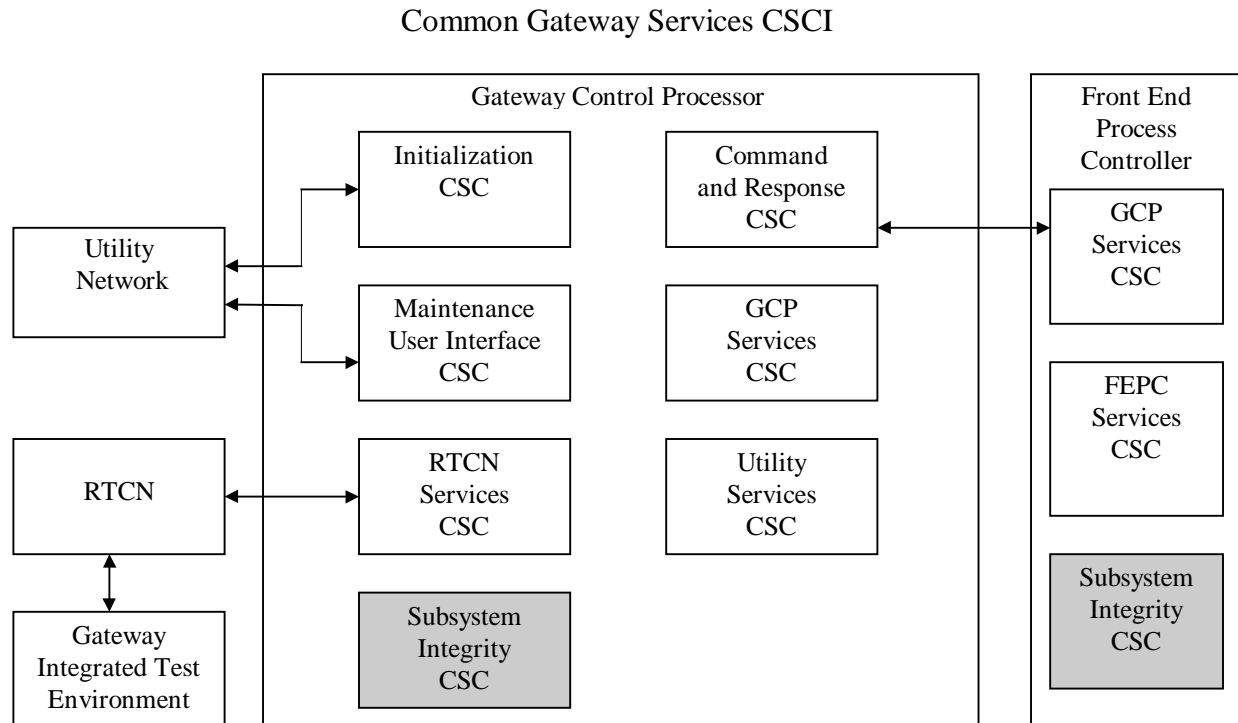 Common Gateway Services CSCI
Gateway Control Processor
Front End
Process
Controller
Initialization
CSC
Command
and Response
CSC
GCP
Services
CSC
Utility
Network
Maintenance
User Interface
CSC
GCP
Services
CSC
FEPC
Services
CSC
RTCN
RTCN
Services
CSC
Utility
Services
CSC
Subsystem
Integrity
CSC
Subsystem
Integrity
CSC
Gateway
Integrated Test
Environment